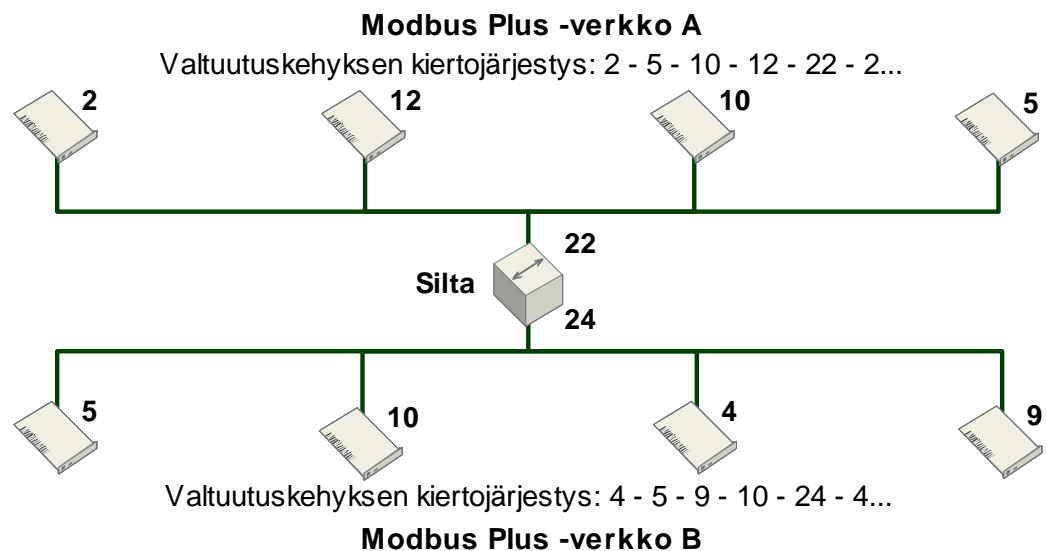 Modbus Plus -verkko A
Valtuutuskehyksen kiertojärjestys: 2 - 5 - 10 - 12 - 22 - 2...
2
12
10
5
22
Silta
24
5
10
4
9
Valtuutuskehyksen kiertojärjestys: 4 - 5 - 9 - 10 - 24 - 4...
Modbus Plus -verkko B